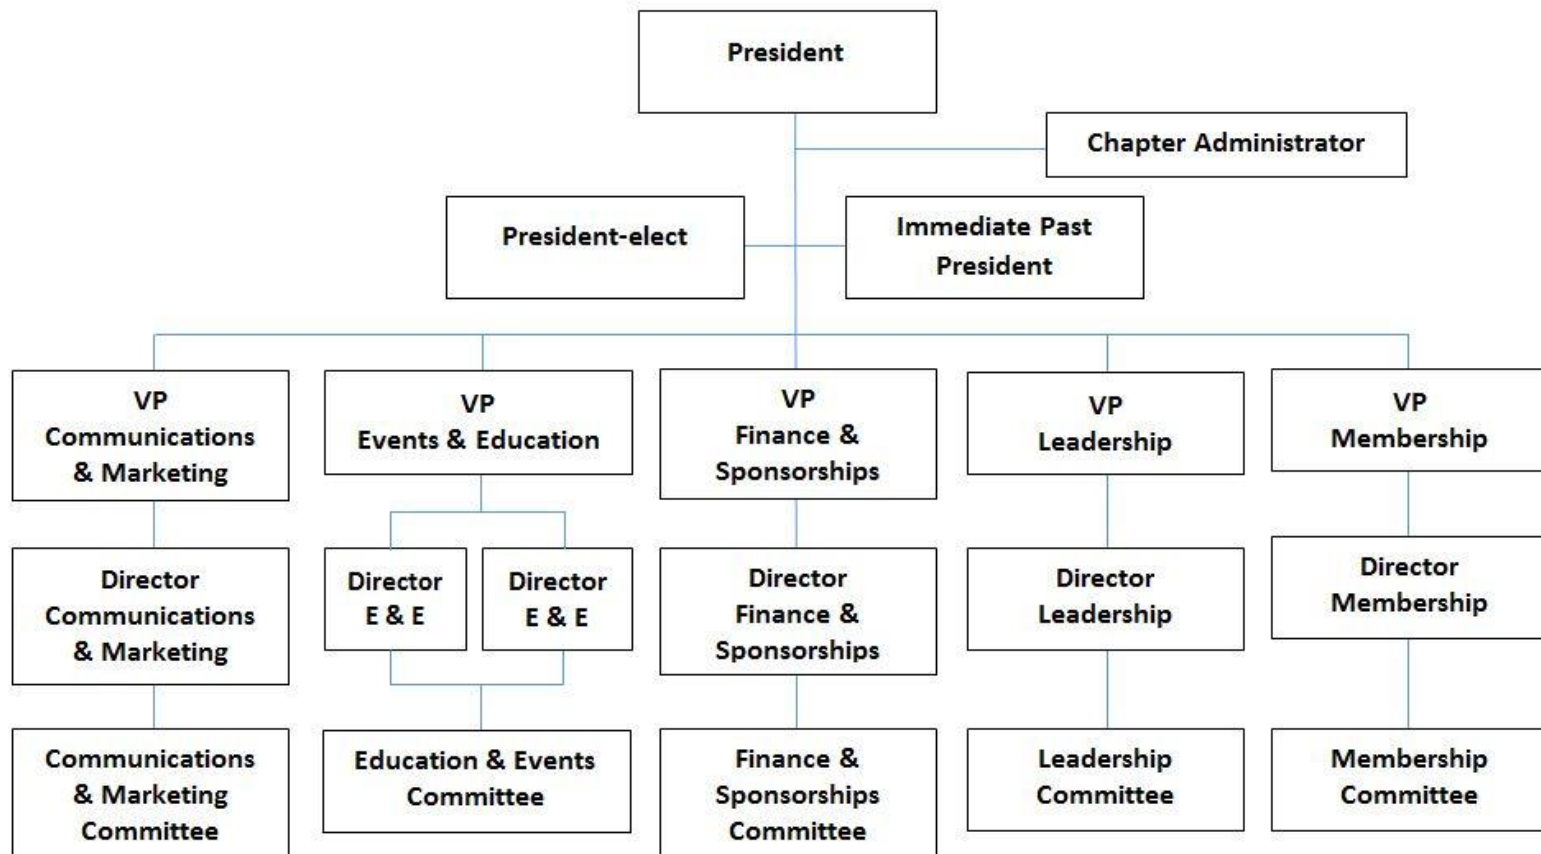 President
Chapter Administrator
President-elect
Immediate Past
President
VP
Communications
& Marketing
VP
Events & Education
VP
Finance &
Sponsorships
VP
Leadership
VP
Membership
Director
Communications
& Marketing
Director
E & E
Director
E & E
Director
Finance &
Sponsorships
Director
Leadership
Director
Membership
Communications
& Marketing
Committee
Education & Events
Committee
Finance &
Sponsorships
Committee
Leadership
Committee
Membership
Committee